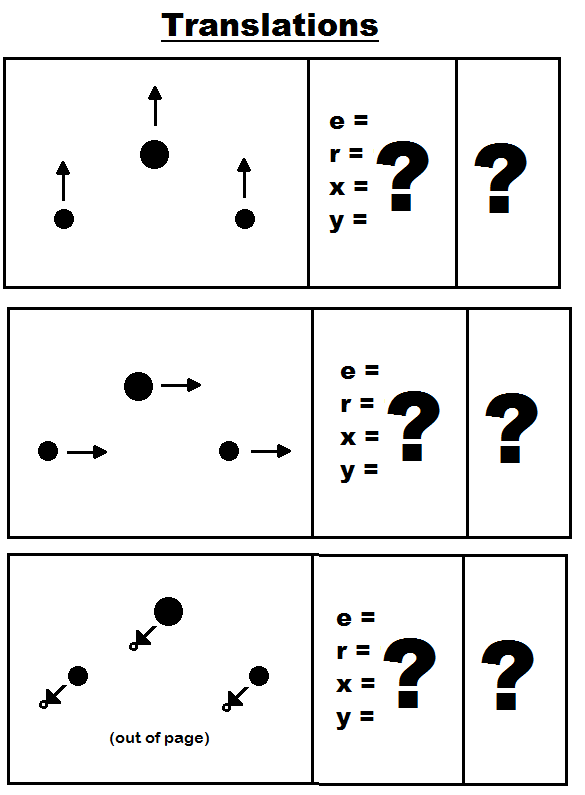 Translations
e =
r =
x =
y =
?
?
e =
r =
x =
y =
?
?
(out of page)
e =
r =
x =
y =
?
?